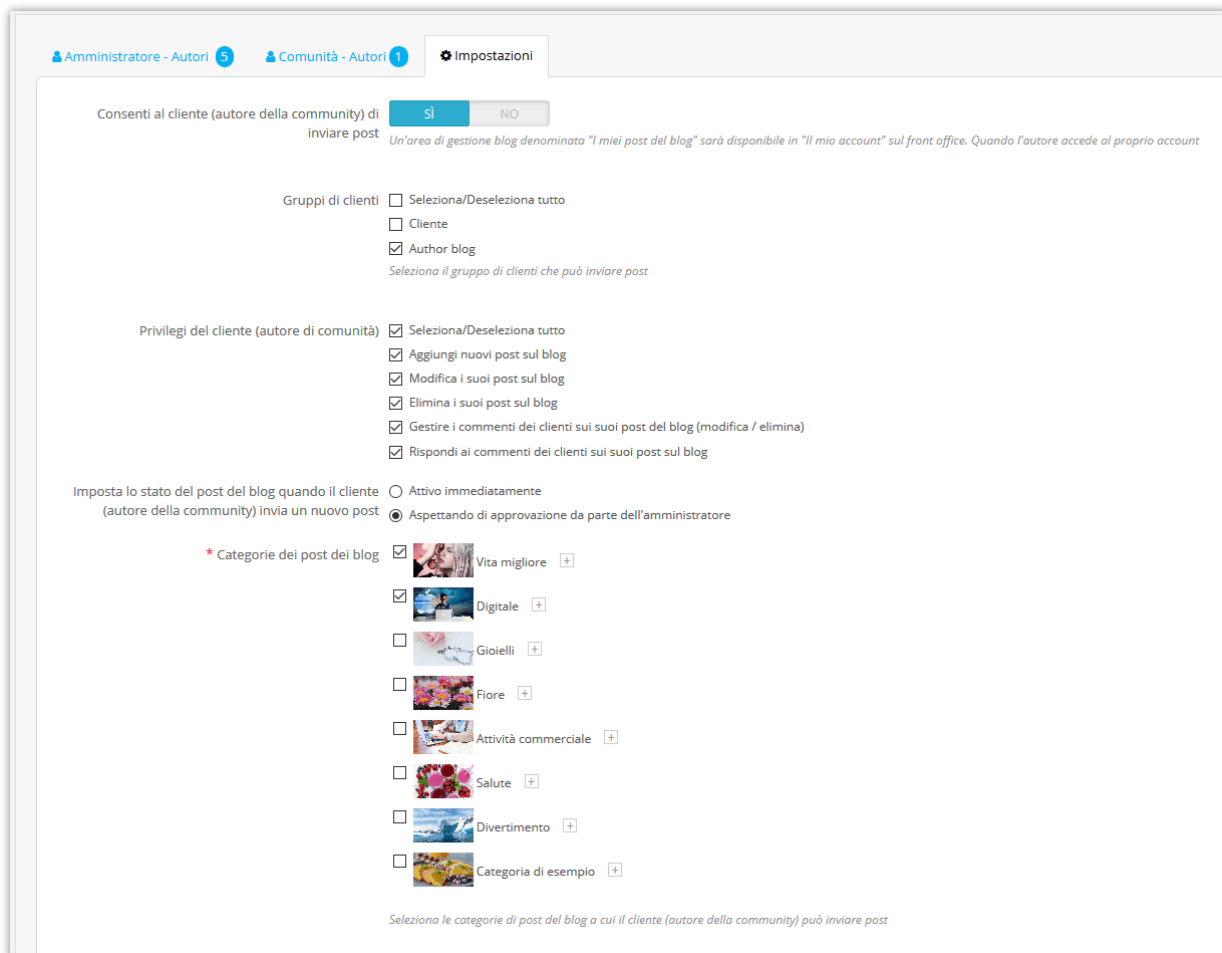 Amministratore - Autori 5 Comunità - Autori 1 Impostazioni
Consenti al cliente (autore della community) di
inviare post
SÌ NO
Un'area di gestione blog denominata "I miei post del blog" sarà disponibile in "Il mio account" sul front office. Quando l'autore accede al proprio account
Gruppi di clienti
Seleziona/Deseleziona tutto
Cliente
Author blog
Seleziona il gruppo di clienti che può inviare post
Privilegi del cliente (autore di comunità)
Seleziona/Deseleziona tutto
Aggiungi nuovi post sul blog
Modifica i suoi post sul blog
Elimina i suoi post sul blog
Gestire i commenti dei clienti sui suoi post del blog (modifica / elimina)
Rispondi ai commenti dei clienti sui suoi post sul blog
Imposta lo stato del post del blog quando il cliente
(autore della community) invia un nuovo post
Attivo immediatamente
Aspettando di approvazione da parte dell'amministratore
* Categorie dei post dei blog
Vita migliore
Digitale
Gioielli
Fiore
Attività commerciale
Salute
Divertimento
Categoria di esempio
Seleziona le categorie di post del blog a cui il cliente (autore della community) può inviare post